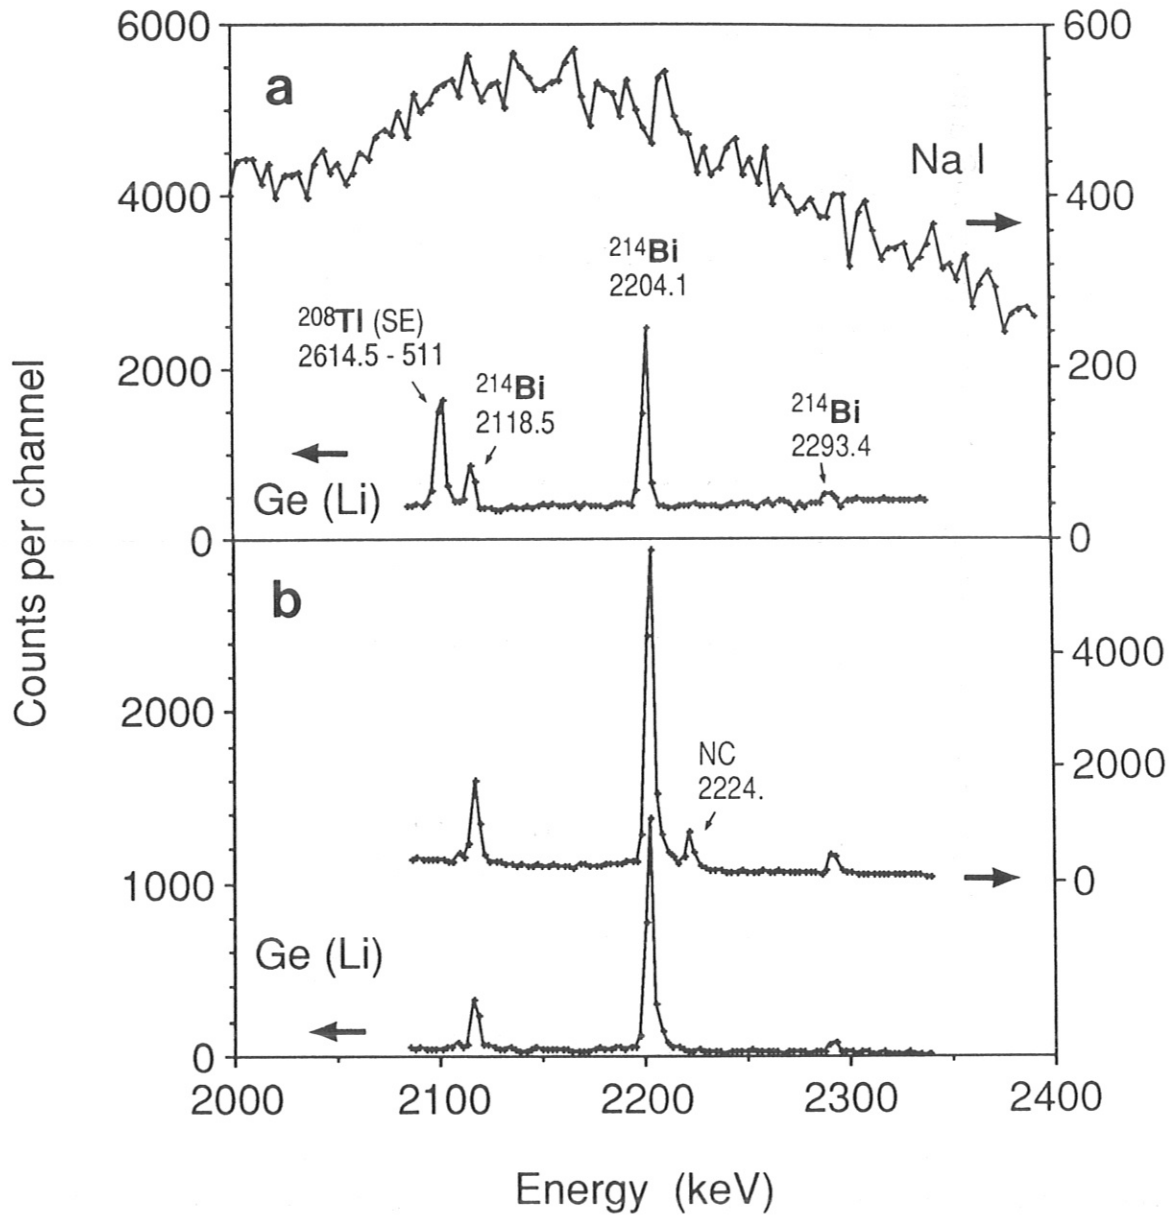 6000
600
a
Na I
4000
400
214Bi
2204.1
208Tl (SE)
2614.5 - 511
214Bi
2118.5
214Bi
2293.4
2000
200
Ge (Li)
0
0
b
4000
2000
NC
2224.
2000
1000
0
Ge (Li)
0
2000
2100
2200
2300
2400
Energy (keV)
Counts per channel